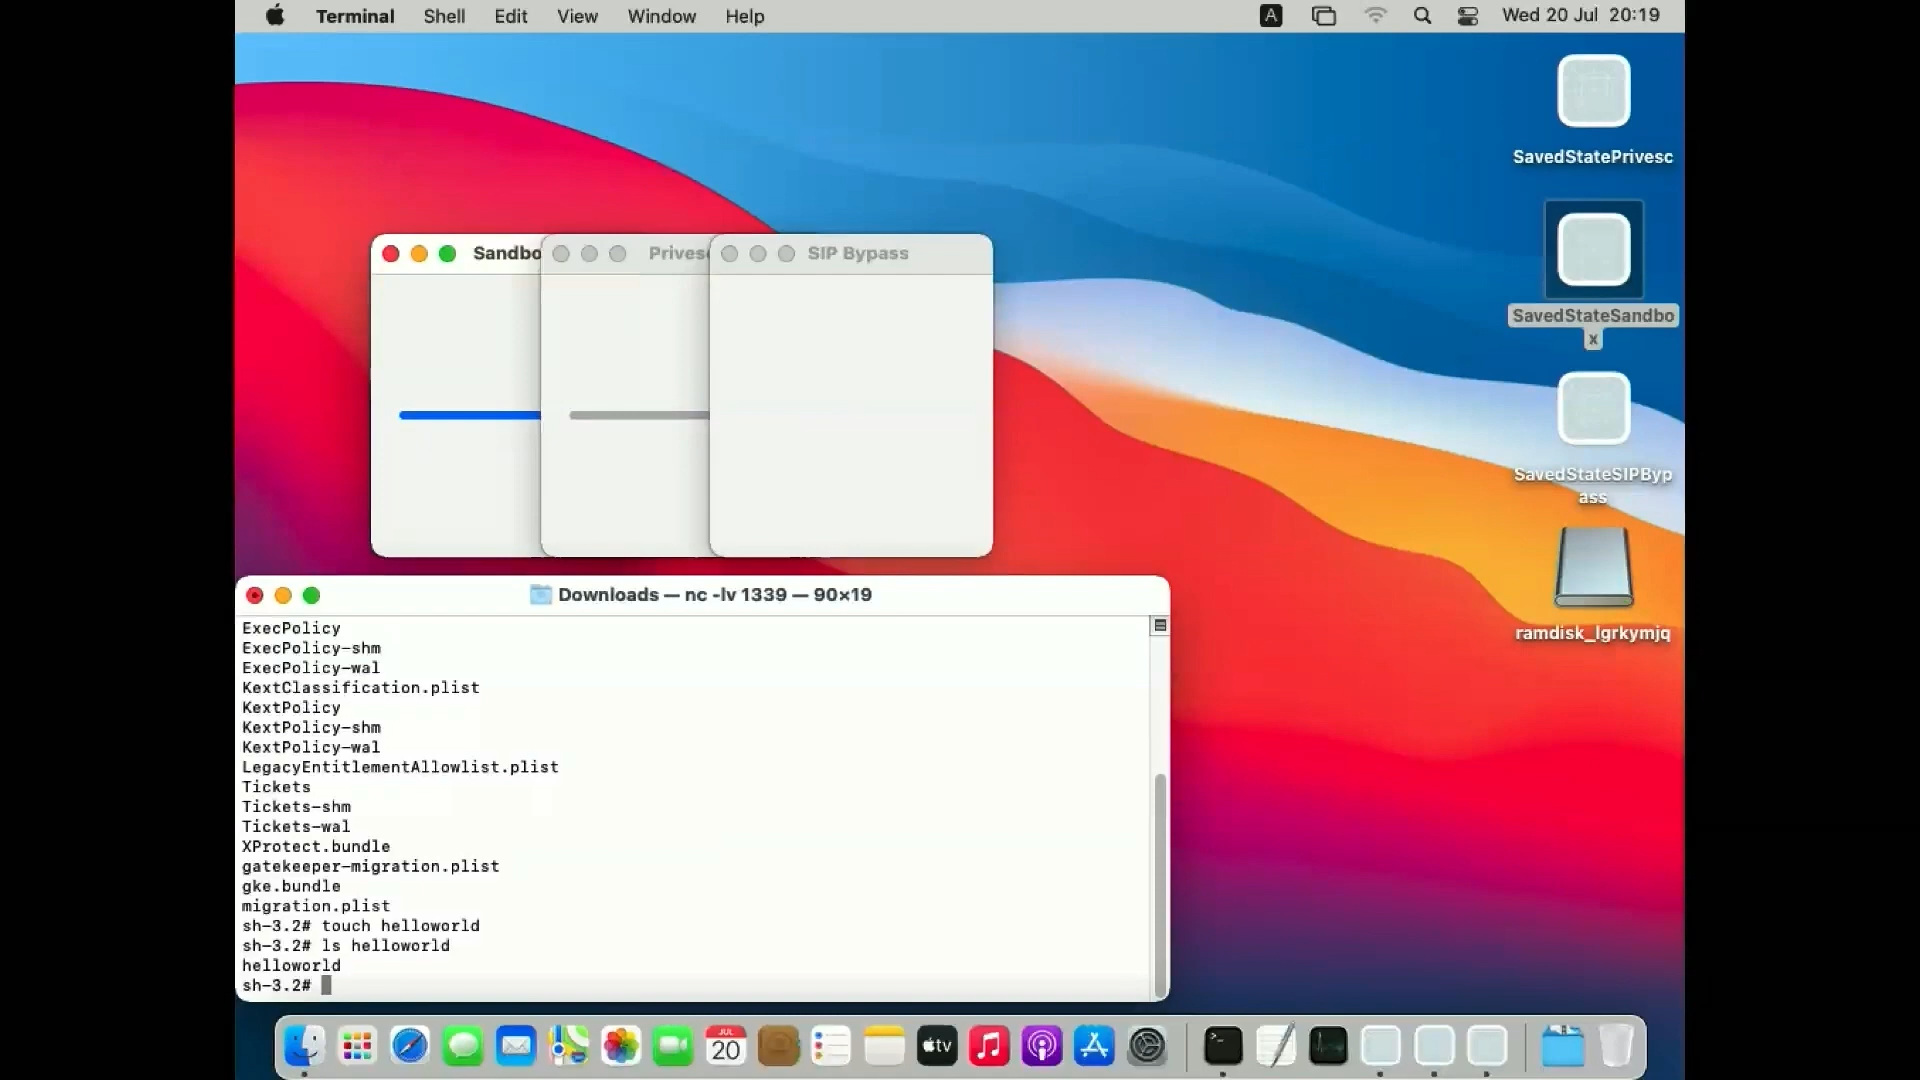 Terminal Shell Edit View Window Help
A
Wed 20 Jul 20:19
SavedStatePrivesc
SavedStateSandbo
x
SavedStateSIPByp
ass
ramdisk_lgrkymjq
Sandbo
Privesc
SIP Bypass
Downloads — nc -lv 1339 — 90×19
ExecPolicy
ExecPolicy-shm
ExecPolicy-wal
KextClassification.plist
KextPolicy
KextPolicy-shm
KextPolicy-wal
LegacyEntitlementAllowlist.plist
Tickets
Tickets-shm
Tickets-wal
XProtect.bundle
gatekeeper-migration.plist
gke.bundle
migration.plist
sh-3.2# touch helloworld
sh-3.2# ls helloworld
helloworld
sh-3.2#
JUL
20
tv